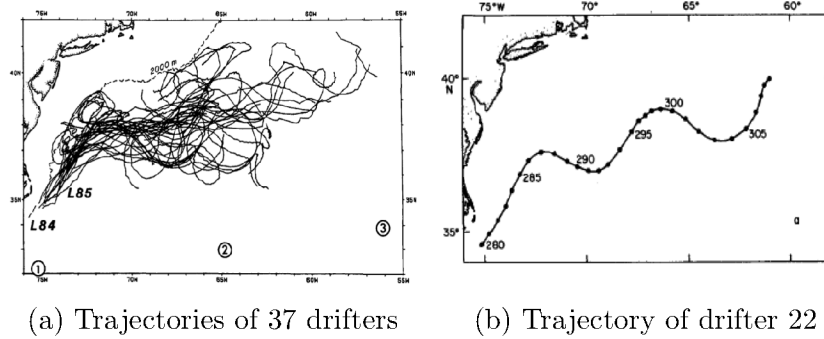 75°W 70° 65° 60°
2000 m
40N 40N
40° N
300
295
305
290
285
L85
35N 35N
L84
35°
280
③
②
①
a
75W 70W 65W 60W 55W
(a) Trajectories of 37 drifters (b) Trajectory of drifter 22